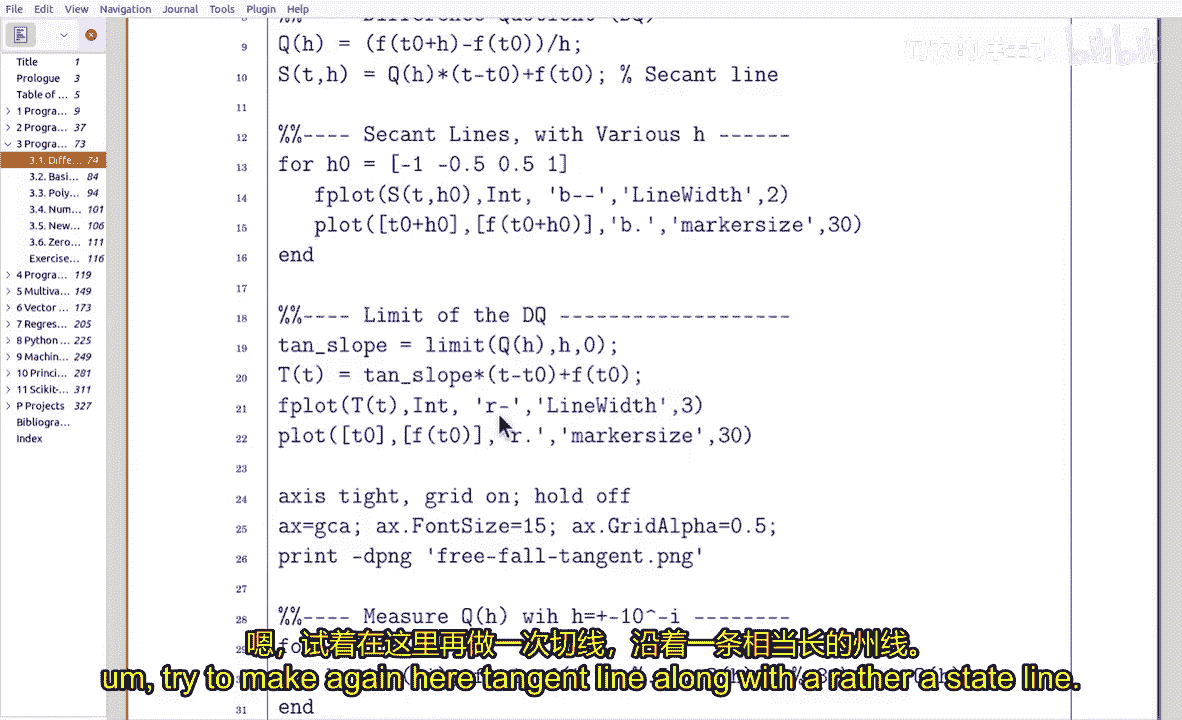 File Edit View Navigation Journal Tools Plugin Help
Title 1
Prologue 3
Table of ... 5
1 Progra... 9
2 Progra... 37
3 Progra... 73
3.1. Diffe... 74
3.2. Basi... 84
3.3. Poly... 94
3.4. Num... 101
3.5. New... 106
3.6. Zero... 111
Exercise... 116
4 Progra... 119
5 Multiva... 149
6 Vector ... 173
7 Regres... 205
8 Python ... 225
9 Machin... 249
10 Princi... 281
11 Scikit-... 311
P Projects 327
Bibliogra...
Index
8 %%---- Difference Quotient (DQ)
9 Q(h) = (f(t0+h)-f(t0))/h;
10 S(t,h) = Q(h)*(t-t0)+f(t0); % Secant line
11
12 %%---- Secant Lines, with Various h ------
13 for h0 = [-1 -0.5 0.5 1]
14 fplot(S(t,h0),Int, 'b--','LineWidth',2)
15 plot([t0+h0],[f(t0+h0)],'b.','markersize',30)
16 end
17
18 %%---- Limit of the DQ -------------------
19 tan_slope = limit(Q(h),h,0);
20 T(t) = tan_slope*(t-t0)+f(t0);
21 fplot(T(t),Int, 'r-','LineWidth',3)
22 plot([t0],[f(t0)],'r.','markersize',30)
23
24 axis tight, grid on; hold off
25 ax=gca; ax.FontSize=15; ax.GridAlpha=0.5;
26 print -dpng 'free-fall-tangent.png'
27
28 %%---- Measure Q(h) wih h=+-10^-i --------
31 end
嗯，试着在这里再做一次切线，沿着一条相当长的州线。
um, try to make again here tangent line along with a rather a state line.
bilibili